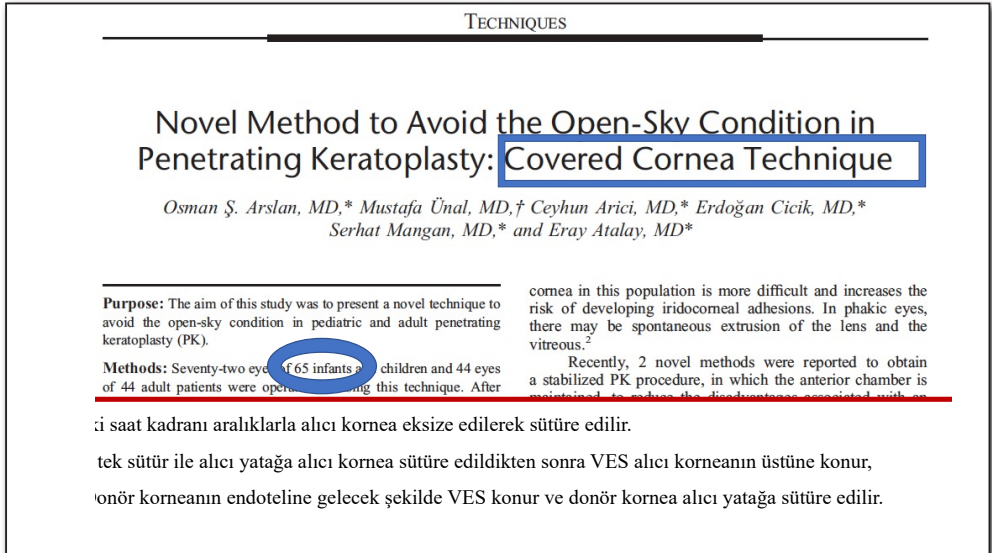 TECHNIQUES
Novel Method to Avoid the Open-Sky Condition in
Penetrating Keratoplasty: Covered Cornea Technique
Osman Ş. Arslan, MD,* Mustafa Ünal, MD,† Ceyhun Arici, MD,* Erdoğan Cicik, MD,*
Serhat Mangan, MD,* and Eray Atalay, MD*
Purpose: The aim of this study was to present a novel technique to
avoid the open-sky condition in pediatric and adult penetrating
keratoplasty (PK).
Methods: Seventy-two of 65 infants children and 44 eyes
of 44 adult patients were this technique. After
cornea in this population is more difficult and increases the
risk of developing iridocorneal adhesions. In phakic eyes,
there may be spontaneous extrusion of the lens and the
vitreous.2
Recently, 2 novel methods were reported to obtain
a stabilized PK procedure, in which the anterior chamber is
maintained, to reduce the disadvantages associated with an
saat kadranı aralıklarla alıcı kornea eksize edilerek sütüre edilir.
tek sütür ile alıcı yatağa alıcı kornea sütüre edildikten sonra VES alıcı korneanın üstüne konur,
korneanın endoteline gelecek şekilde VES konur ve donör kornea alıcı yatağa sütüre edilir.